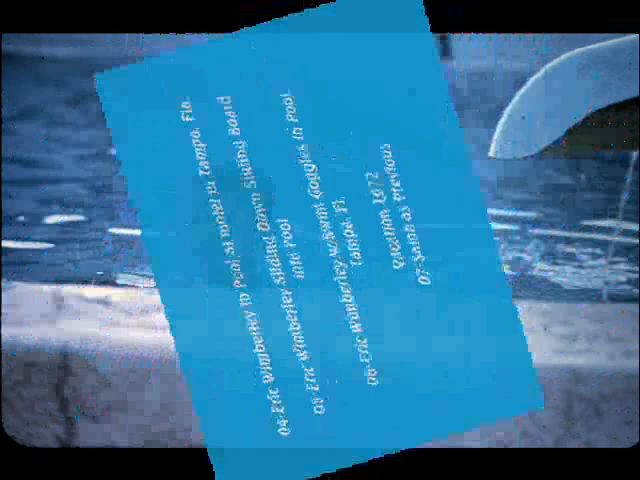 04-Eric Wimberley in Pool at motel in Tampa, Fla.
05-Eric Wimberley Sliding Down Sliding Board
into Pool
06-Eric Wimberley w/Swim Goggles in Pool
Tampa, Fl.
Vacation 1972
07-Same as previous